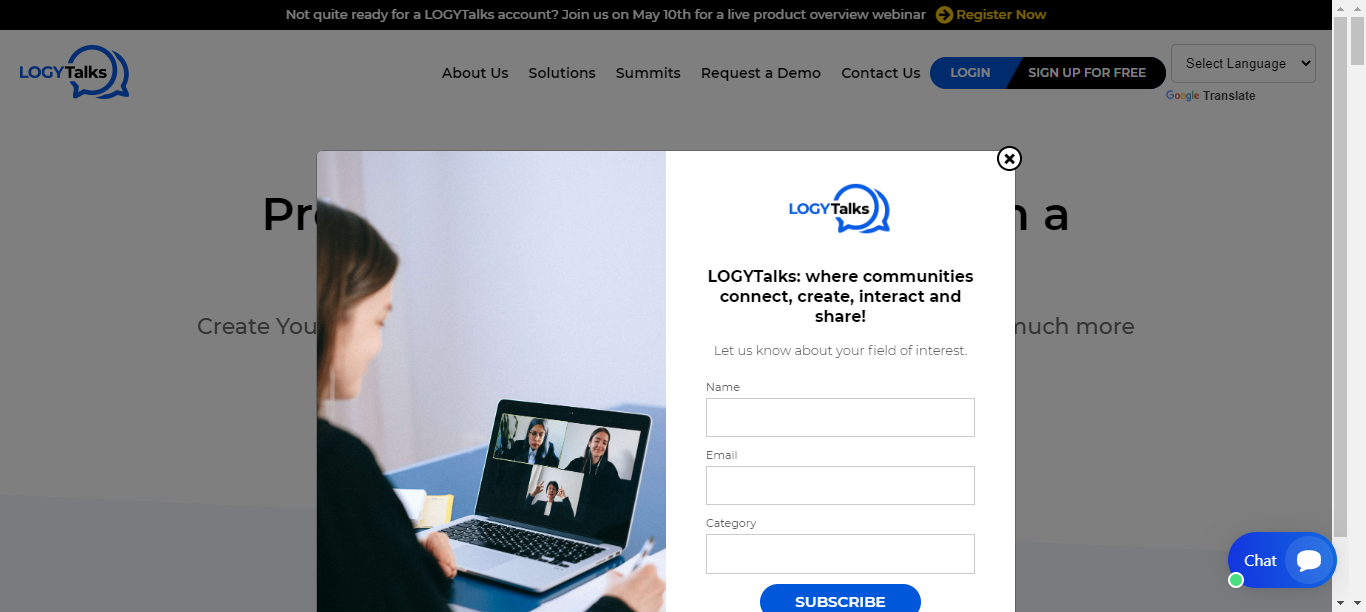 Not quite ready for a LOGYTalks account? Join us on May 10th for a live product overview webinar Register Now
LOGYTalks
About Us Solutions Summits Request a Demo Contact Us LOGIN SIGN UP FOR FREE Select Language
Google Translate
a
Create You
much more
LOGYTalks
LOGYTalks: where communities
connect, create, interact and
share!
Let us know about your field of interest.
Name
Email
Category
SUBSCRIBE
Chat